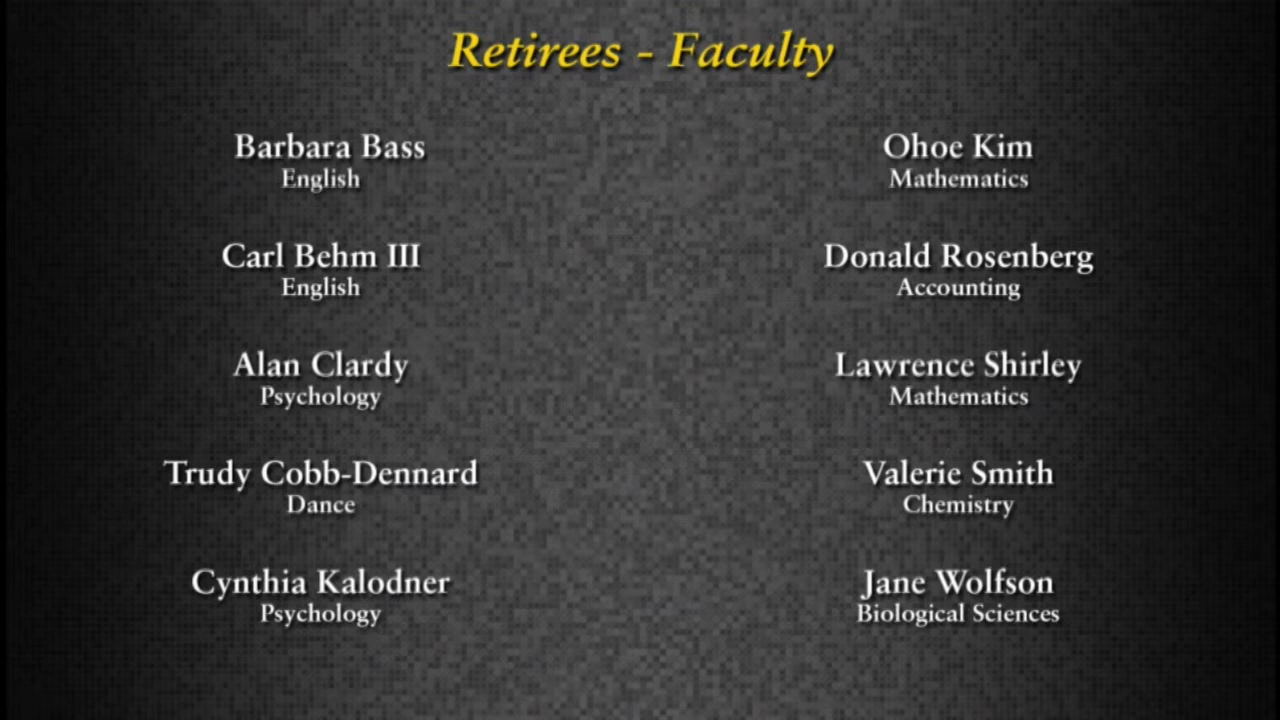 Retirees - Faculty
Barbara Bass
English
Carl Behm III
English
Alan Clardy
Psychology
Trudy Cobb-Dennard
Dance
Cynthia Kalodner
Psychology
Ohoe Kim
Mathematics
Donald Rosenberg
Accounting
Lawrence Shirley
Mathematics
Valerie Smith
Chemistry
Jane Wolfson
Biological Sciences